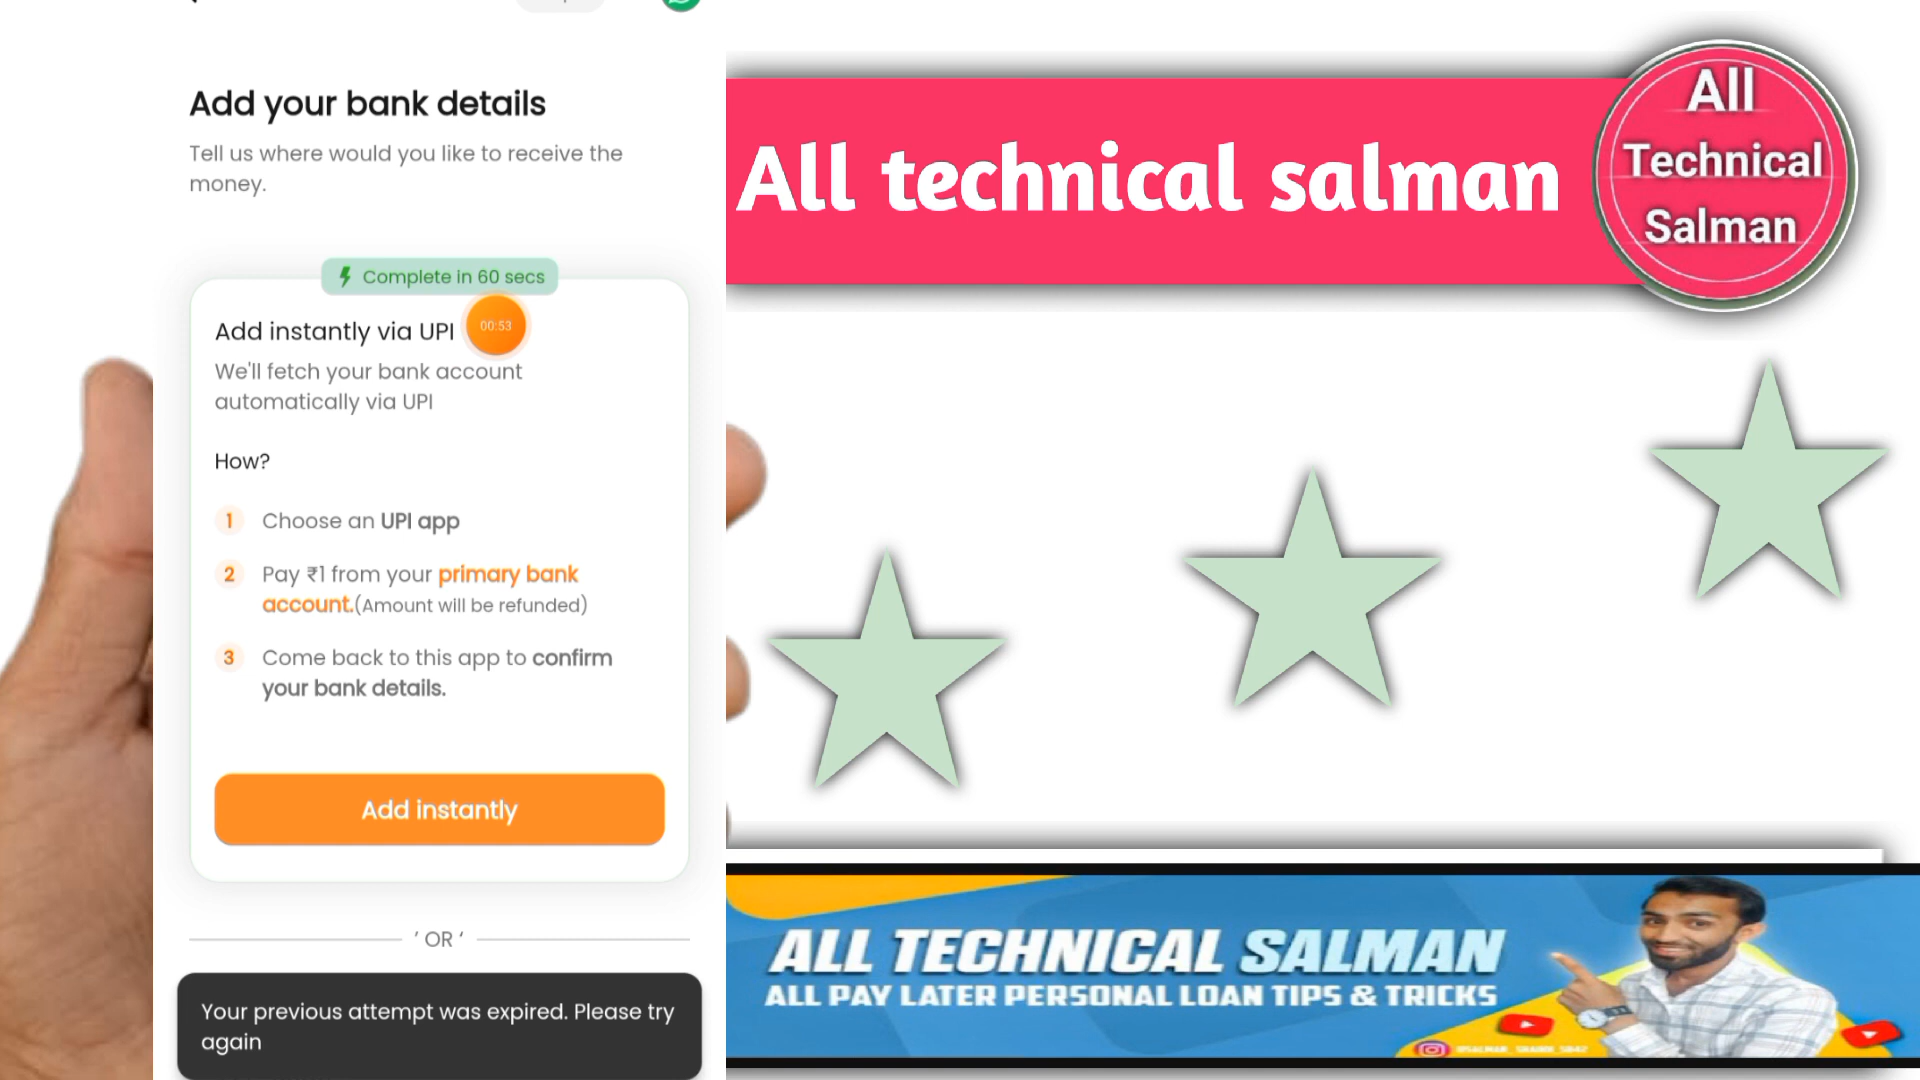 Add your bank details
Tell us where would you like to receive the
money.
Complete in 60 secs
Add instantly via UPI
00:53
We'll fetch your bank account
automatically via UPI
How?
1 Choose an UPI app
2 Pay ₹1 from your primary bank
account.(Amount will be refunded)
3 Come back to this app to confirm
your bank details.
Add instantly
' OR '
Your previous attempt was expired. Please try
again
All technical salman
All
Technical
Salman
ALL TECHNICAL SALMAN
ALL PAY LATER PERSONAL LOAN TIPS & TRICKS